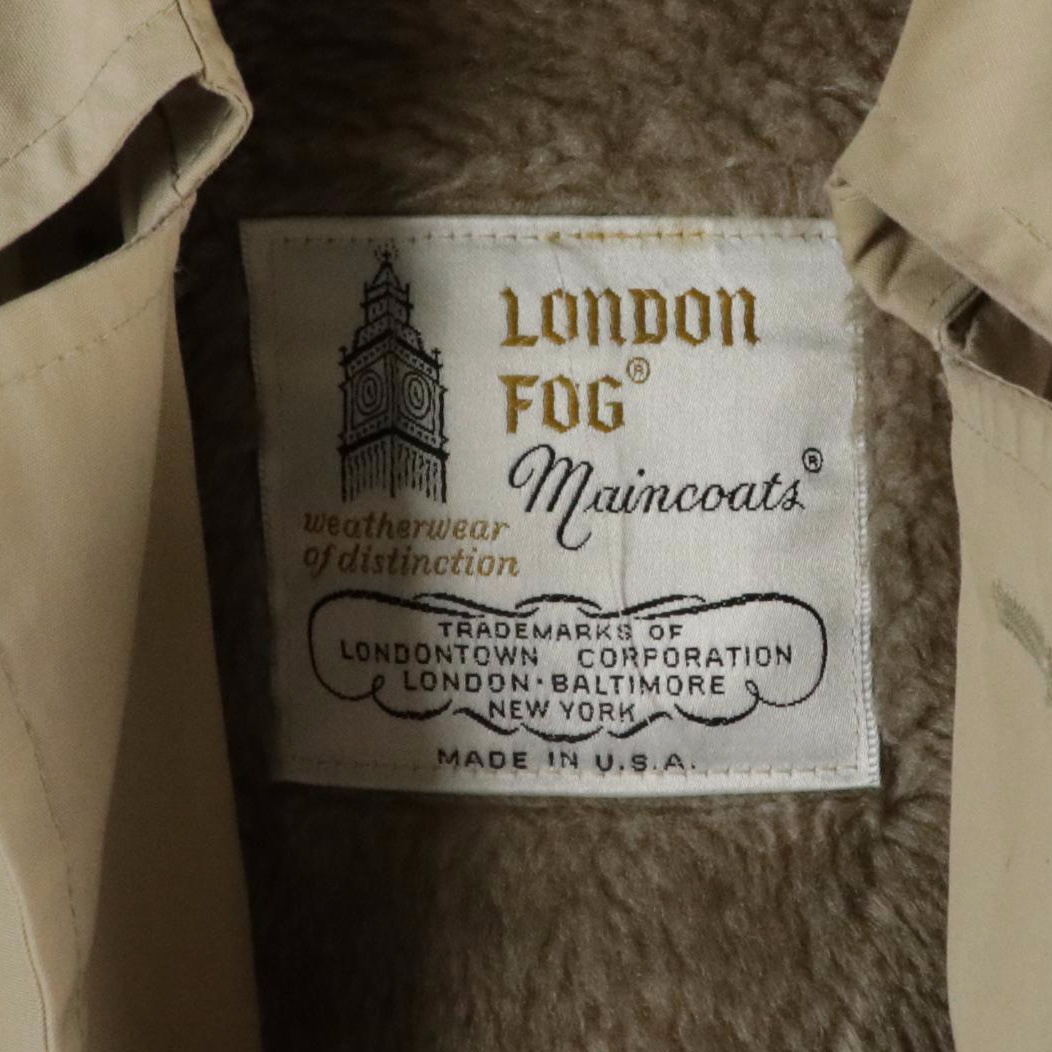 LONDON
FOG®
Maincoats®
weatherwear
of distinction
TRADEMARKS OF
LONDONTOWN CORPORATION
LONDON·BALTIMORE
NEW YORK
MADE IN U.S.A.